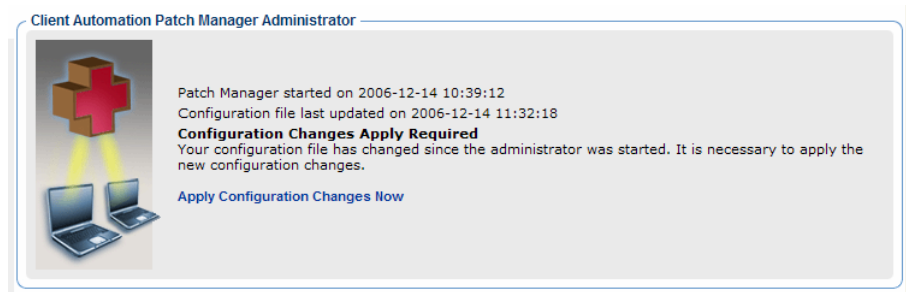 Client Automation Patch Manager Administrator
Patch Manager started on 2006-12-14 10:39:12
Configuration file last updated on 2006-12-14 11:32:18
Configuration Changes Apply Required
Your configuration file has changed since the administrator was started. It is necessary to apply the
new configuration changes.
Apply Configuration Changes Now